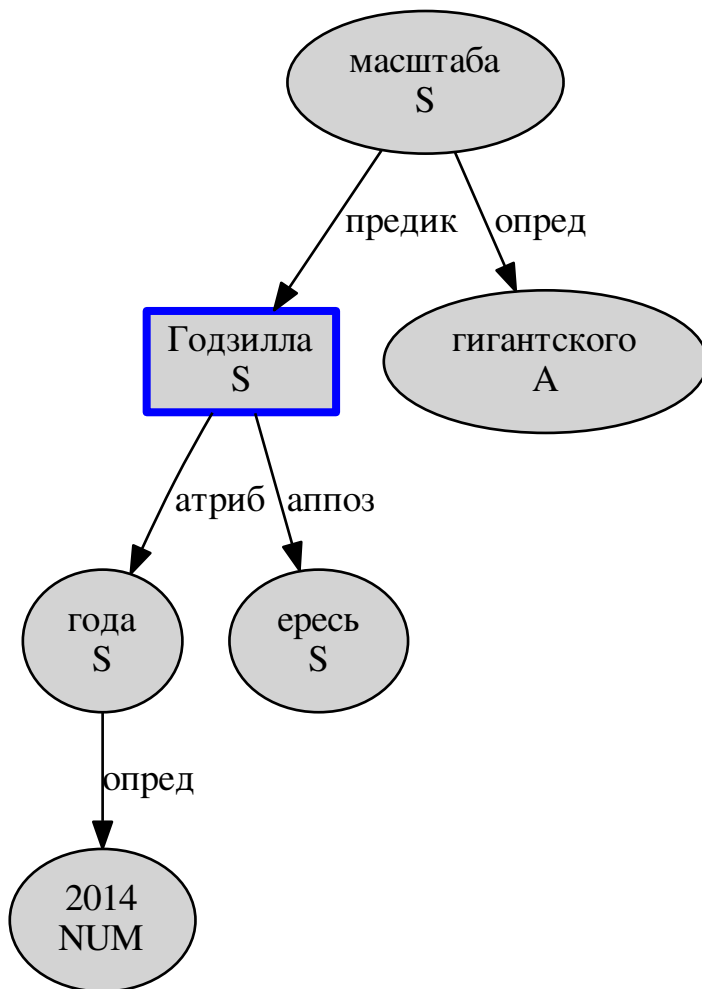 масштаба
S
предик
опред
Годзилла
S
гигантского
A
атриб
аппоз
года
S
ересь
S
опред
2014
NUM